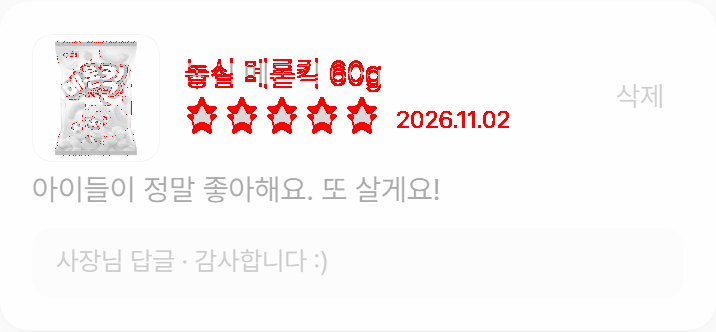 농심 메론킥 60g
2026.11.02
삭제
아이들이 정말 좋아해요. 또 살게요!
사장님 답글 · 감사합니다 :)